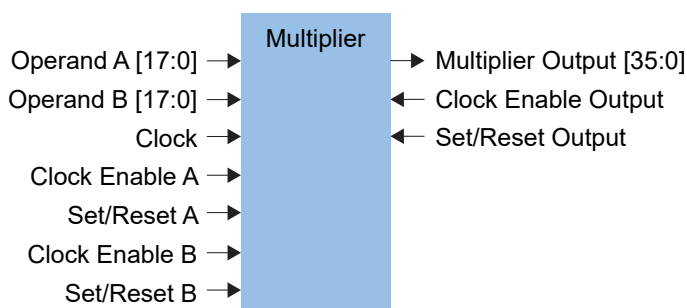 Multiplier
Operand A [17:0]
Operand B [17:0]
Clock
Clock Enable A
Set/Reset A
Clock Enable B
Set/Reset B
Multiplier Output [35:0]
Clock Enable Output
Set/Reset Output